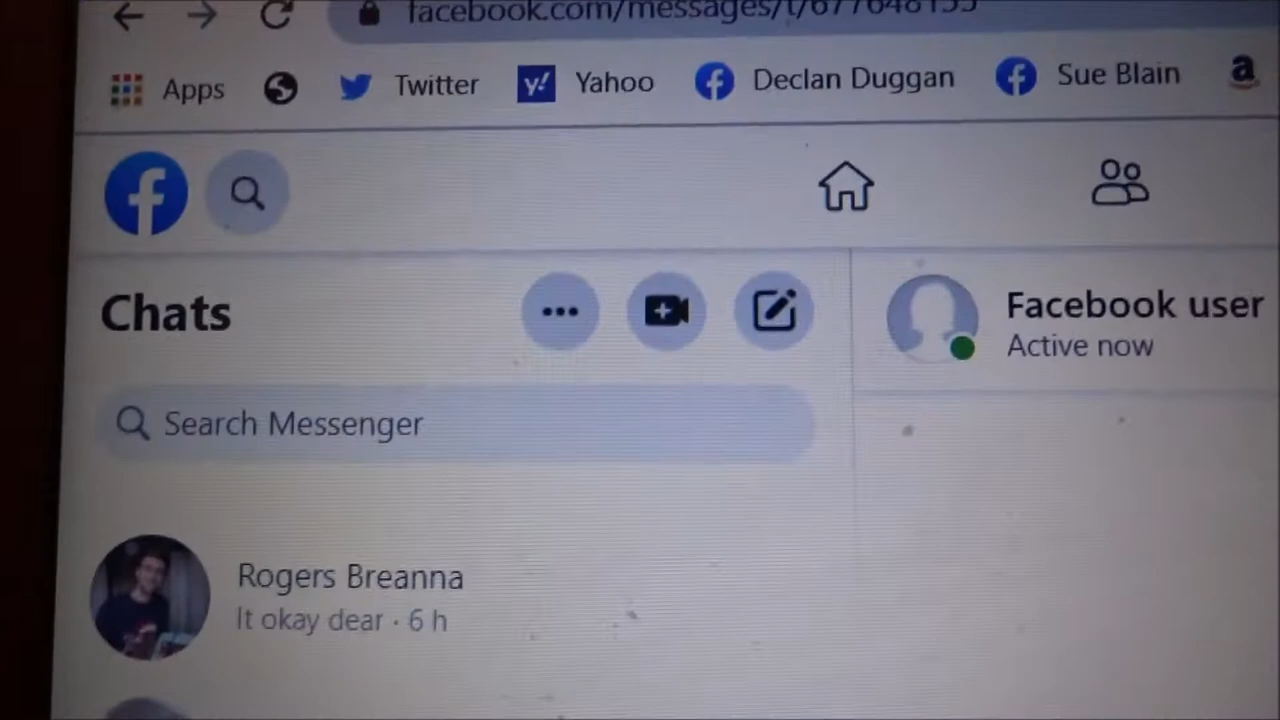 facebook.com/messages/t/677648155
Apps Twitter y! Yahoo Declan Duggan Sue Blain a
Chats
Facebook user
Active now
Search Messenger
Rogers Breanna
It okay dear · 6 h